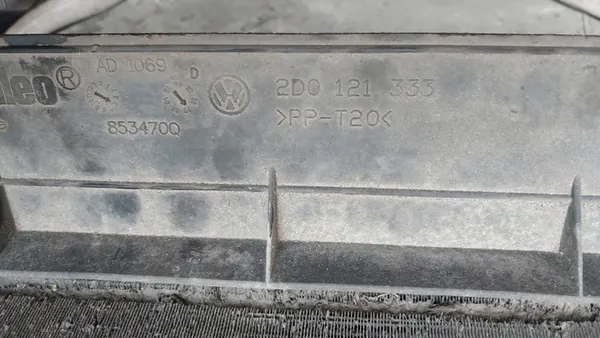 leo® AD 1069 D
2D0 121 333
>PP-T20<
853470Q